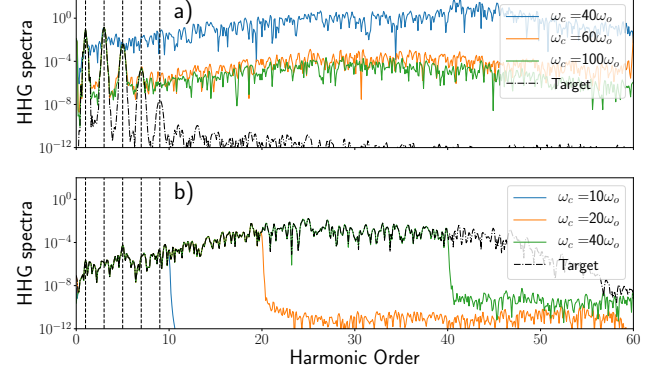 a)
HHG spectra
10^0
10^-4
10^-8
10^-12
ω_c =40ω_o
ω_c =60ω_o
ω_c =100ω_o
Target
b)
HHG spectra
10^0
10^-4
10^-8
10^-12
ω_c =10ω_o
ω_c =20ω_o
ω_c =40ω_o
Target
0 10 20 30 40 50 60
Harmonic Order